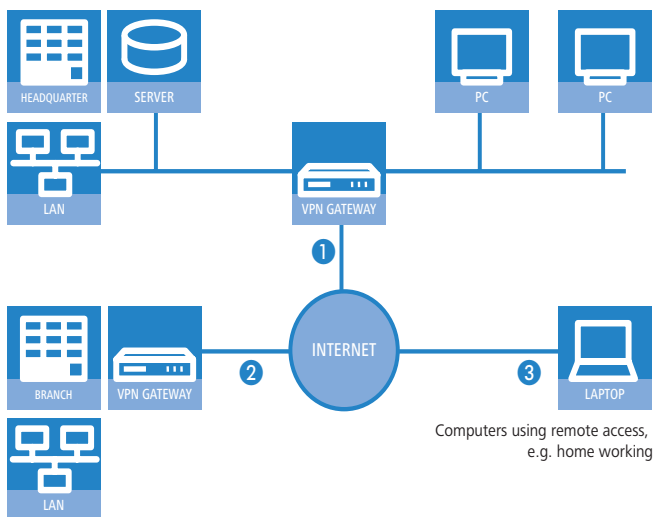 HEADQUARTER
SERVER
PC
PC
LAN
VPN GATEWAY
1
INTERNET
2
3
BRANCH
VPN GATEWAY
LAPTOP
Computers using remote access,
e.g. home working
LAN